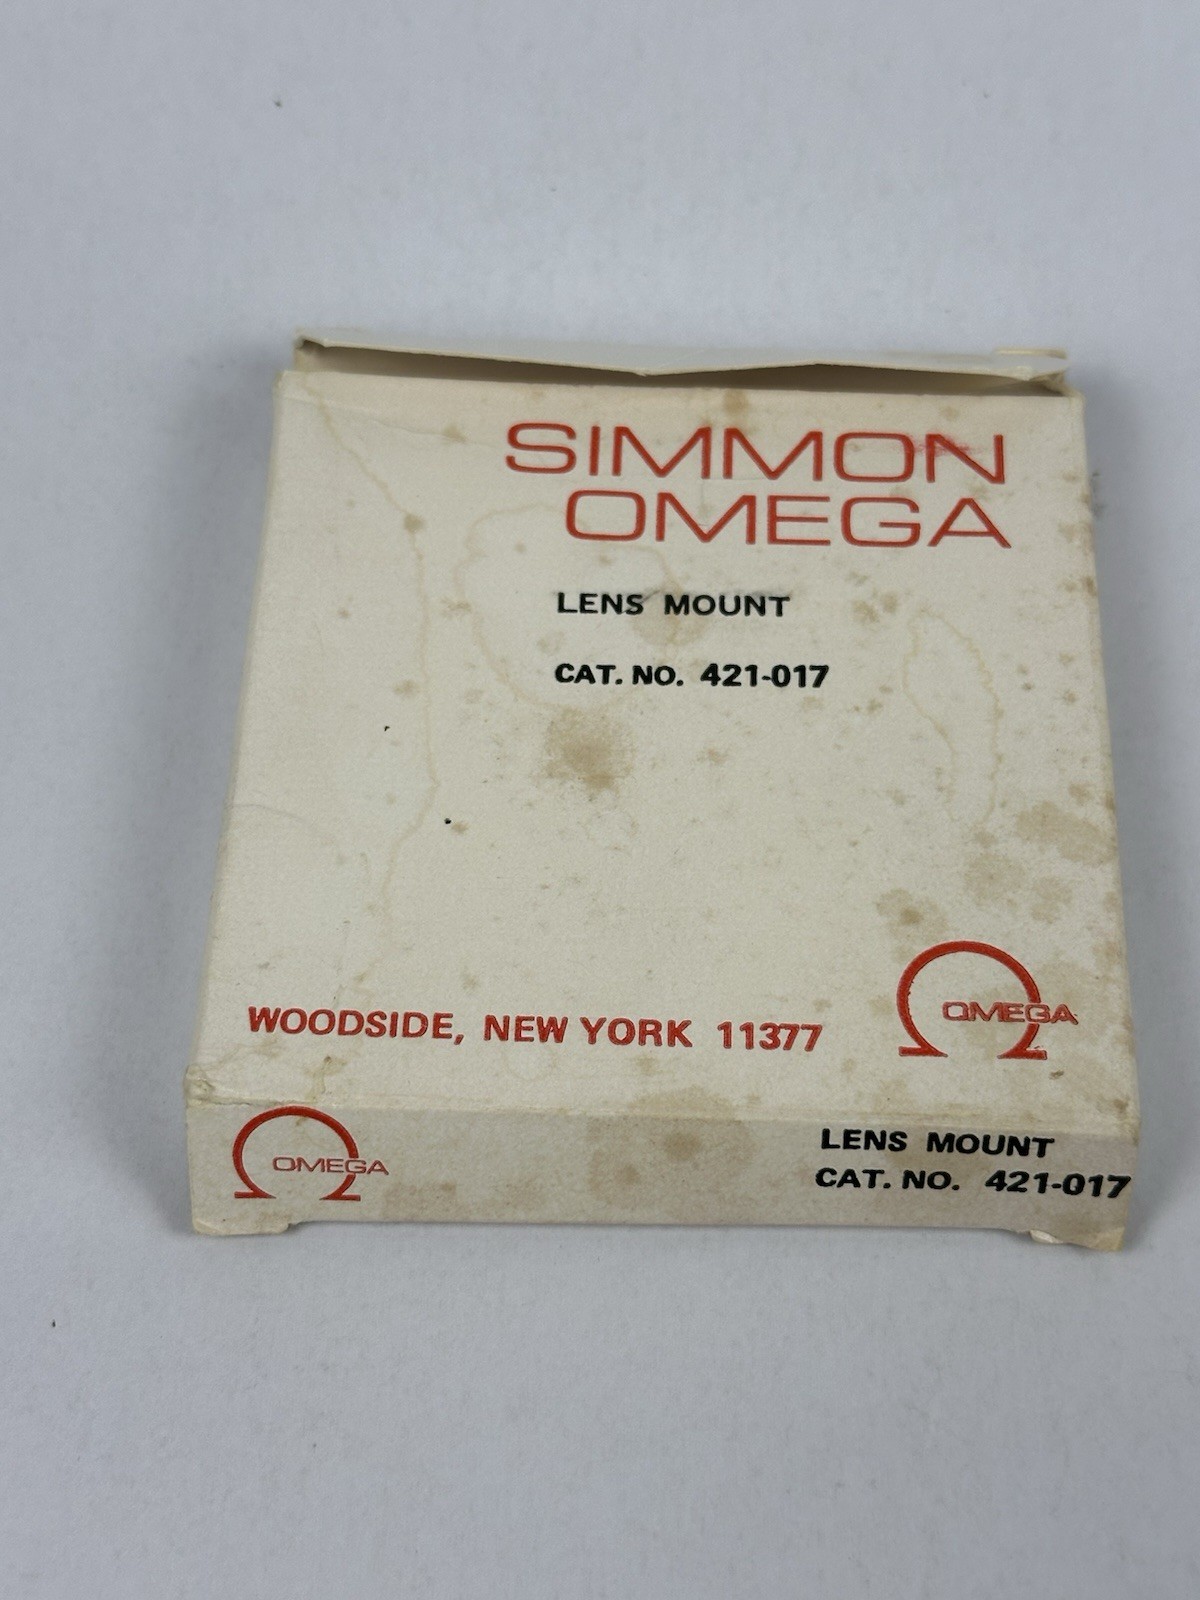 SIMMON
OMEGA
LENS MOUNT
CAT. NO. 421-017
WOODSIDE, NEW YORK 11377
OMEGA
OMEGA
LENS MOUNT
CAT. NO. 421-017